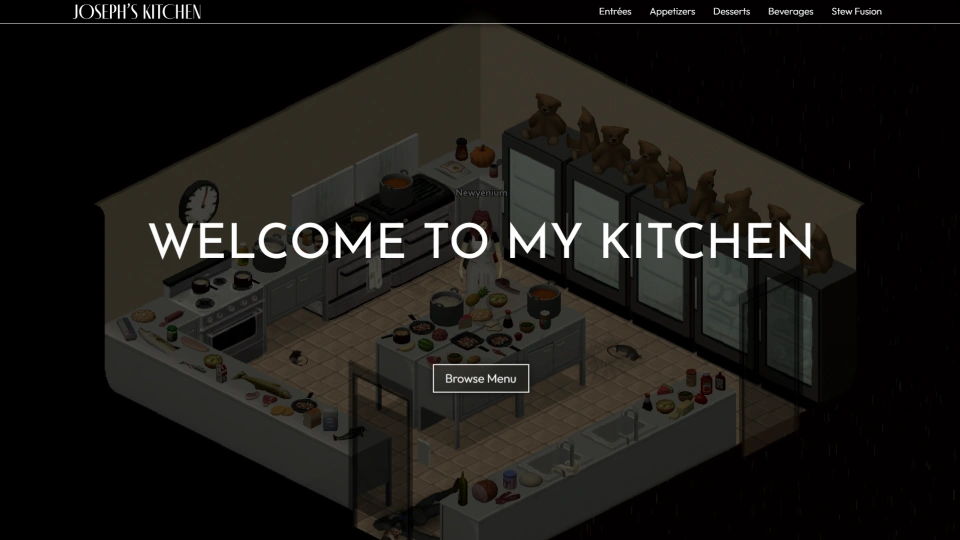 JOSEPH'S KITCHEN
Entrées
Appetizers
Desserts
Beverages
Stew Fusion
Newyenium
WELCOME TO MY KITCHEN
Browse Menu